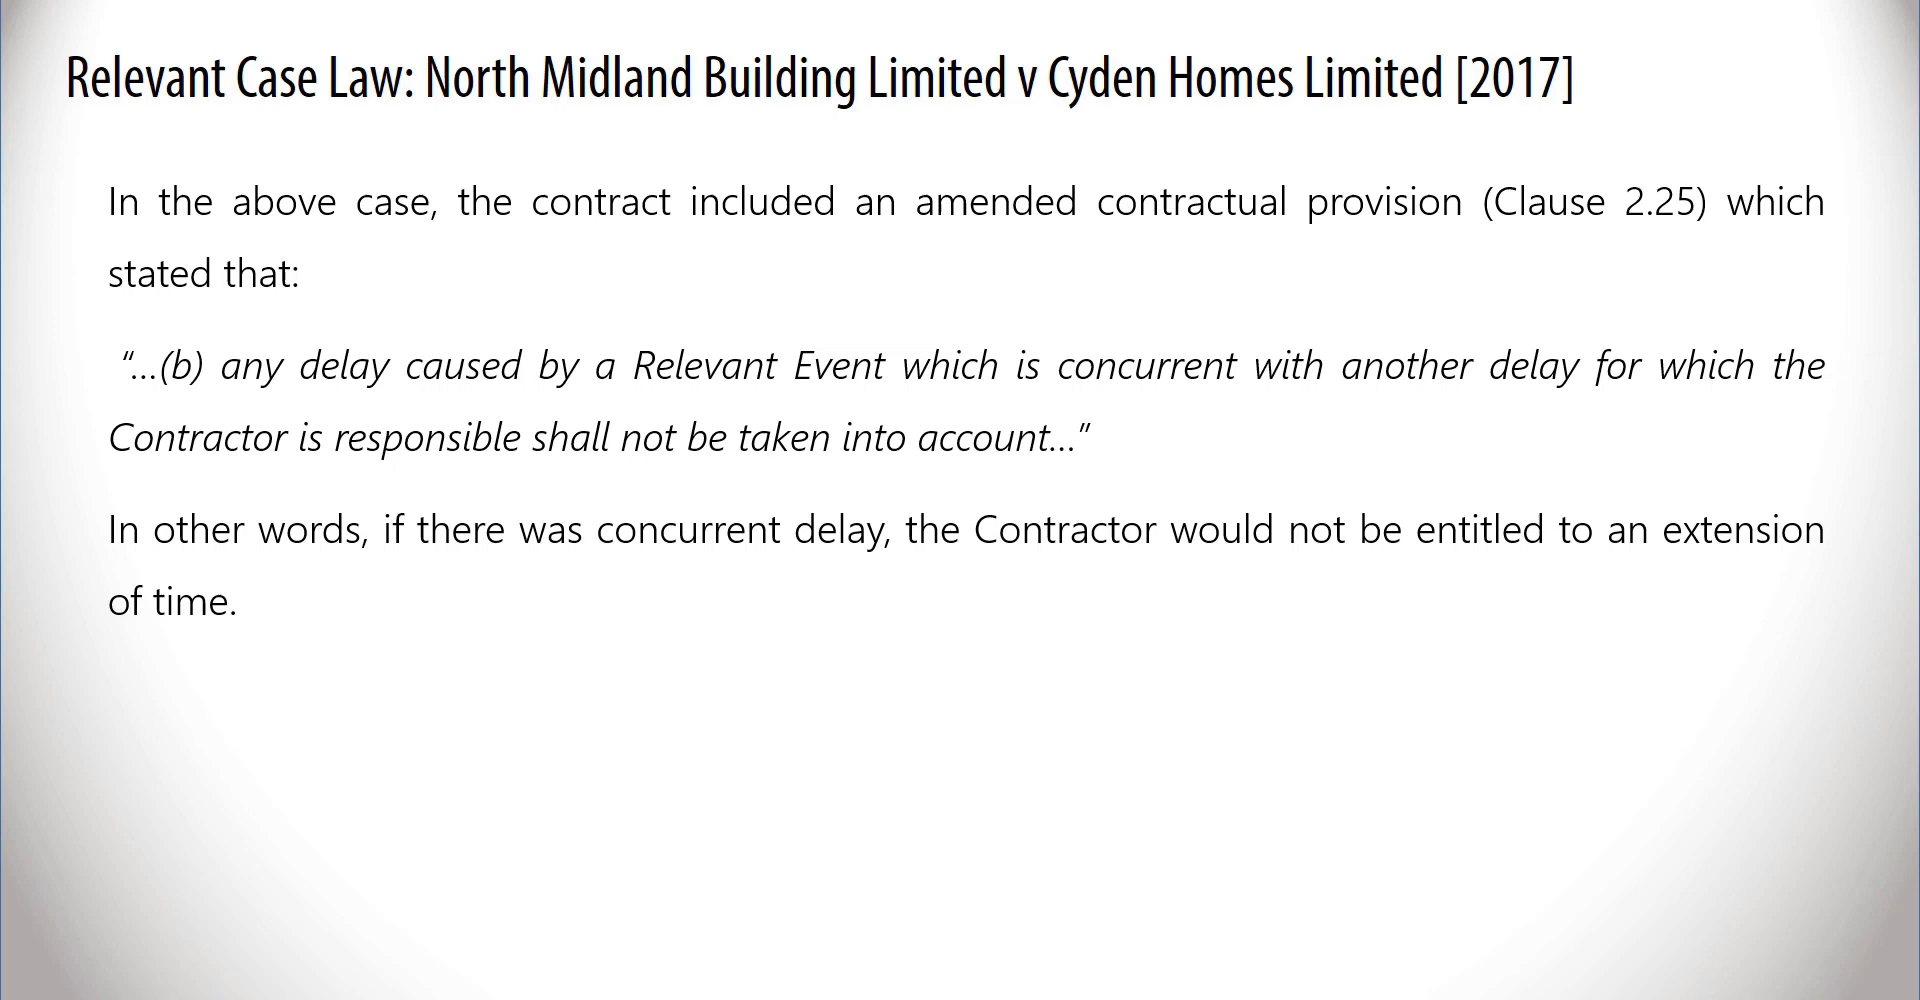 Relevant Case Law: North Midland Building Limited v Cyden Homes Limited [2017]
In the above case, the contract included an amended contractual provision (Clause 2.25) which
stated that:
“…(b) any delay caused by a Relevant Event which is concurrent with another delay for which the
Contractor is responsible shall not be taken into account…”
In other words, if there was concurrent delay, the Contractor would not be entitled to an extension
of time.